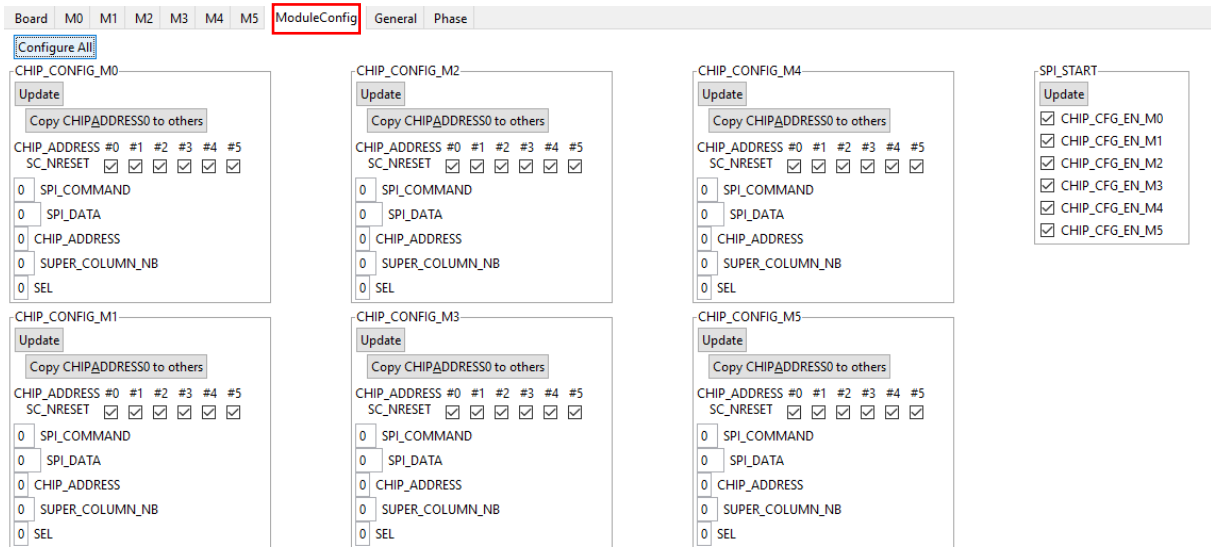 Board M0 M1 M2 M3 M4 M5 ModuleConfig General Phase
Configure All
CHIP_CONFIG_M0
Update
Copy CHIPADDRESS0 to others
CHIP_ADDRESS #0 #1 #2 #3 #4 #5
SC_NRESET
0 SPI_COMMAND
0 SPI_DATA
0 CHIP_ADDRESS
0 SUPER_COLUMN_NB
0 SEL
CHIP_CONFIG_M2
Update
Copy CHIPADDRESS0 to others
CHIP_ADDRESS #0 #1 #2 #3 #4 #5
SC_NRESET
0 SPI_COMMAND
0 SPI_DATA
0 CHIP_ADDRESS
0 SUPER_COLUMN_NB
0 SEL
CHIP_CONFIG_M4
Update
Copy CHIPADDRESS0 to others
CHIP_ADDRESS #0 #1 #2 #3 #4 #5
SC_NRESET
0 SPI_COMMAND
0 SPI_DATA
0 CHIP_ADDRESS
0 SUPER_COLUMN_NB
0 SEL
SPI_START
Update
CHIP_CFG_EN_M0
CHIP_CFG_EN_M1
CHIP_CFG_EN_M2
CHIP_CFG_EN_M3
CHIP_CFG_EN_M4
CHIP_CFG_EN_M5
CHIP_CONFIG_M1
Update
Copy CHIPADDRESS0 to others
CHIP_ADDRESS #0 #1 #2 #3 #4 #5
SC_NRESET
0 SPI_COMMAND
0 SPI_DATA
0 CHIP_ADDRESS
0 SUPER_COLUMN_NB
0 SEL
CHIP_CONFIG_M3
Update
Copy CHIPADDRESS0 to others
CHIP_ADDRESS #0 #1 #2 #3 #4 #5
SC_NRESET
0 SPI_COMMAND
0 SPI_DATA
0 CHIP_ADDRESS
0 SUPER_COLUMN_NB
0 SEL
CHIP_CONFIG_M5
Update
Copy CHIPADDRESS0 to others
CHIP_ADDRESS #0 #1 #2 #3 #4 #5
SC_NRESET
0 SPI_COMMAND
0 SPI_DATA
0 CHIP_ADDRESS
0 SUPER_COLUMN_NB
0 SEL